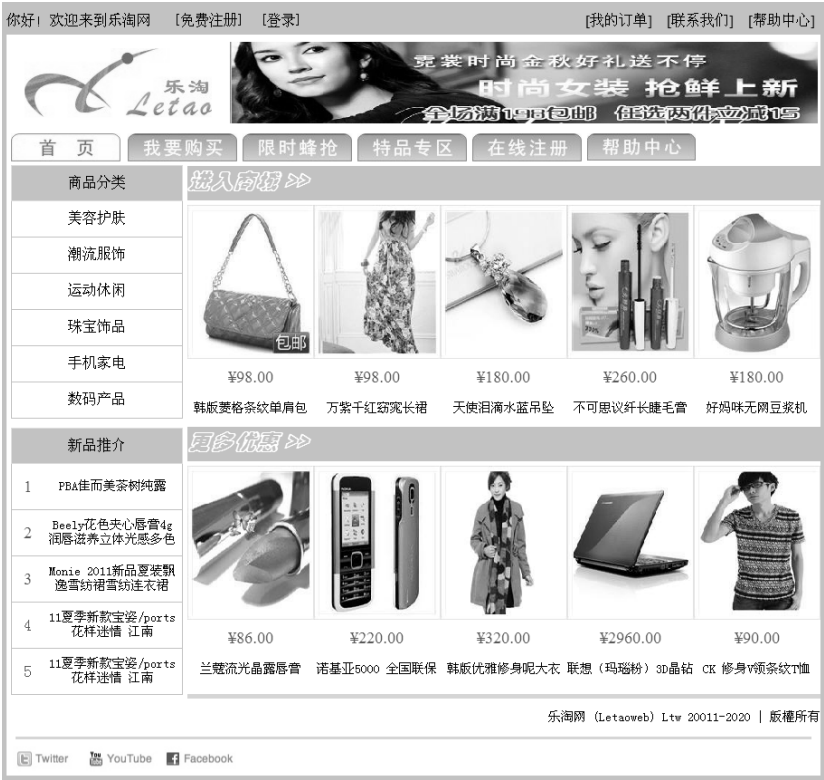 你好！欢迎来到乐淘网 [免费注册] [登录] [我的订单] [联系我们] [帮助中心]
乐淘
Letao
霓裳时尚金秋好礼送不停
时尚女装 抢鲜上新
全场满198包邮 任选两件立减15
首 页 我要购买 限时蜂抢 特品专区 在线注册 帮助中心
商品分类
美容护肤
潮流服饰
运动休闲
珠宝饰品
手机家电
数码产品
进入商城 >>
包邮
¥98.00 ¥98.00 ¥180.00 ¥260.00 ¥180.00
韩版菱格条纹单肩包 万紫千红窈窕长裙 天使泪滴水蓝吊坠 不可思议纤长睫毛膏 好妈咪无网豆浆机
新品推介
1 PBA佳而美茶树纯露
2 Beely花色夹心唇膏4g
润唇滋养立体光感多色
3 Monie 2011新品夏装飘
逸雪纺裙雪纺连衣裙
4 11夏季新款宝姿/ports
花样迷情 江南
5 11夏季新款宝姿/ports
花样迷情 江南
更多优惠 >>
¥86.00 ¥220.00 ¥320.00 ¥2960.00 ¥90.00
兰蔻流光晶露唇膏 诺基亚5000 全国联保 韩版优雅修身呢大衣 联想（玛瑙粉）3D晶钻 CK 修身V领条纹T恤
乐淘网 (Letaoweb) Ltw 20011-2020 | 版權所有
Twitter YouTube Facebook